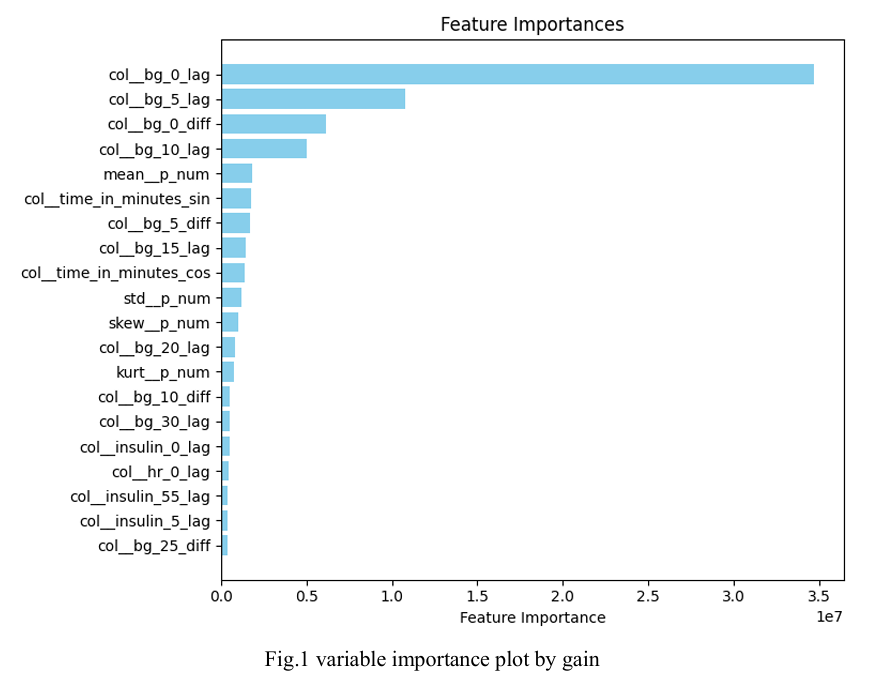 Feature Importances
col__bg_0_lag
col__bg_5_lag
col__bg_0_diff
col__bg_10_lag
mean__p_num
col__time_in_minutes_sin
col__bg_5_diff
col__bg_15_lag
col__time_in_minutes_cos
std__p_num
skew__p_num
col__bg_20_lag
kurt__p_num
col__bg_10_diff
col__bg_30_lag
col__insulin_0_lag
col__hr_0_lag
col__insulin_55_lag
col__insulin_5_lag
col__bg_25_diff
0.0 0.5 1.0 1.5 2.0 2.5 3.0 3.5
1e7
Feature Importance
Fig.1 variable importance plot by gain